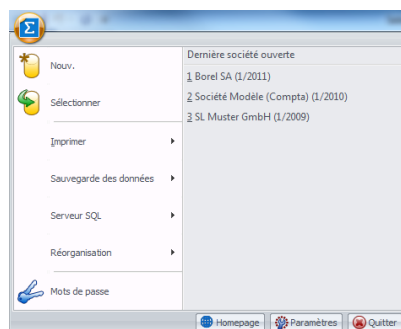 Σ
Nouv.
Sélectionner
Imprimer
Sauvegarde des données
Serveur SQL
Réorganisation
Mots de passe
Dernière société ouverte
1 Borel SA (1/2011)
2 Société Modèle (Compta) (1/2010)
3 SL Muster GmbH (1/2009)
Homepage Paramètres Quitter